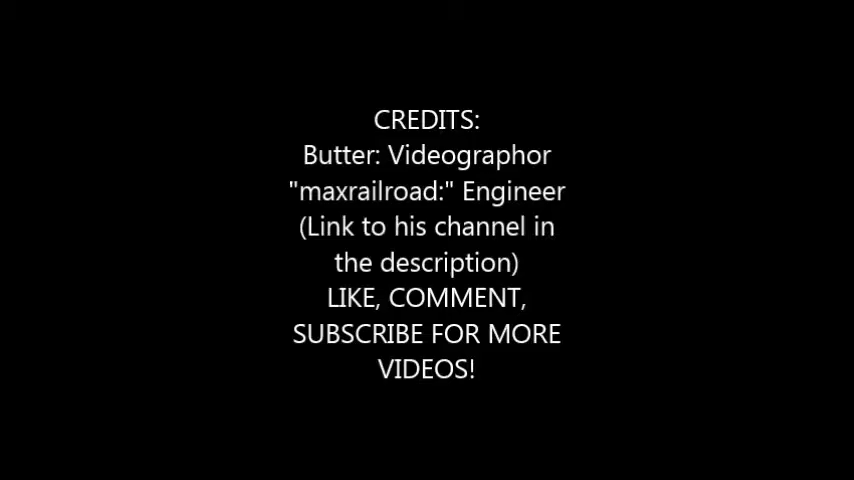 CREDITS:
Butter: Videographor
"maxrailroad:" Engineer
(Link to his channel in
the description)
LIKE, COMMENT,
SUBSCRIBE FOR MORE
VIDEOS!